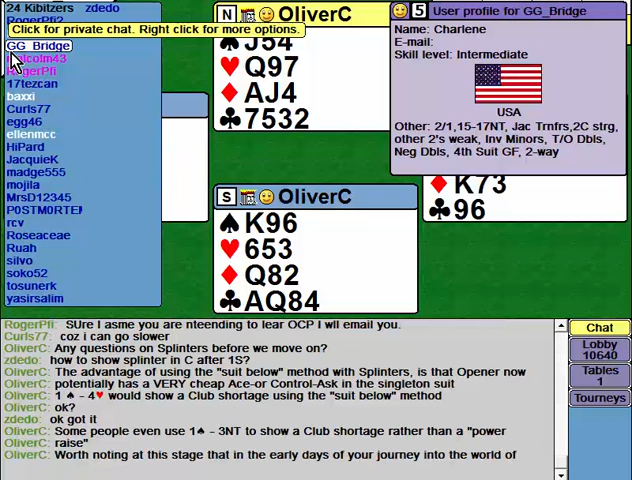 24 Kibitzers zdedo
RogerPfi2
Click for private chat. Right click for more options.
GG_Bridge
malcolm43
RogerPfi
17tezcan
baxxi
Curls77
egg46
ellenmcc
HiPard
JacquieK
madge555
mojila
MrsD12345
P0STM0RTEM
rcv
Roseaceae
Ruah
silvo
soko52
tosunerk
yasirsalim
N OliverC
♠ J54
♥ Q97
♦ AJ4
♣ 7532
5 User profile for GG_Bridge
Name: Charlene
E-mail:
Skill level: Intermediate
USA
Other: 2/1,15-17NT, Jac Trnfrs,2C strg,
other 2's weak, Inv Minors, T/O Dbls,
Neg Dbls, 4th Suit GF, 2-way
♦ K73
♣ 96
S OliverC
♠ K96
♥ 653
♦ Q82
♣ AQ84
RogerPfi: SUre I asme you are nteending to lear OCP I wll email you.
Curls77: coz i can go slower
OliverC: Any questions on Splinters before we move on?
zdedo: how to show splinter in C after 1S?
OliverC: The advantage of using the "suit below" method with Splinters, is that Opener now
OliverC: potentially has a VERY cheap Ace-or Control-Ask in the singleton suit
OliverC: 1 ♠ - 4♥ would show a Club shortage using the "suit below" method
OliverC: ok?
zdedo: ok got it
OliverC: Some people even use 1♠ - 3NT to show a Club shortage rather than a "power
raise"
OliverC: Worth noting at this stage that in the early days of your journey into the world of
Chat
Lobby
10640
Tables
1
Tourneys